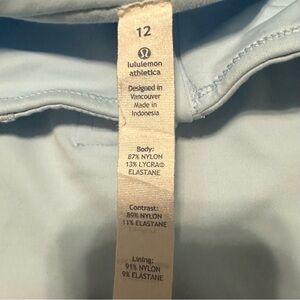 12
lululemon
athletica
Designed in
Vancouver
Made in
Indonesia
Body:
87% NYLON
13% LYCRA®
ELASTANE
Contrast:
89% NYLON
11% ELASTANE
Lining:
91% NYLON
9% ELASTANE